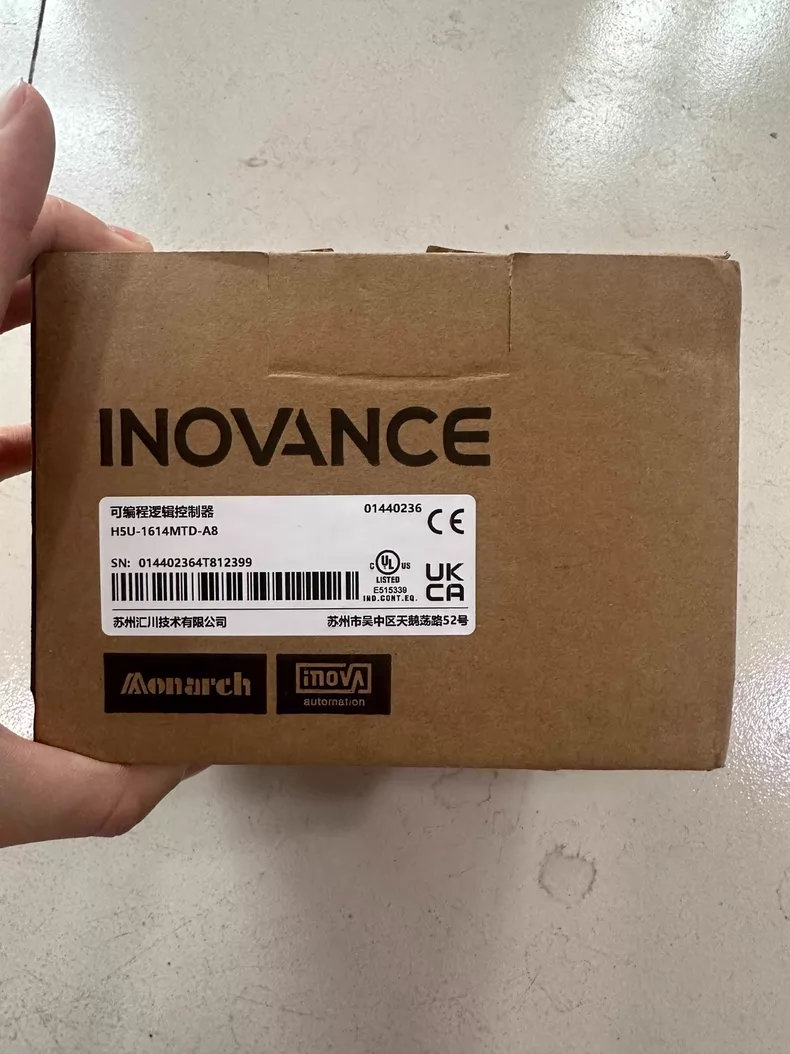 INOVANCE
可编程逻辑控制器 01440236
H5U-1614MTD-A8
CE
SN: 014402364T812399
C UL US
LISTED
E515339
IND.CONT.EQ.
UK
CA
苏州汇川技术有限公司 苏州市吴中区天鹅荡路52号
Monarch
inovA
automation